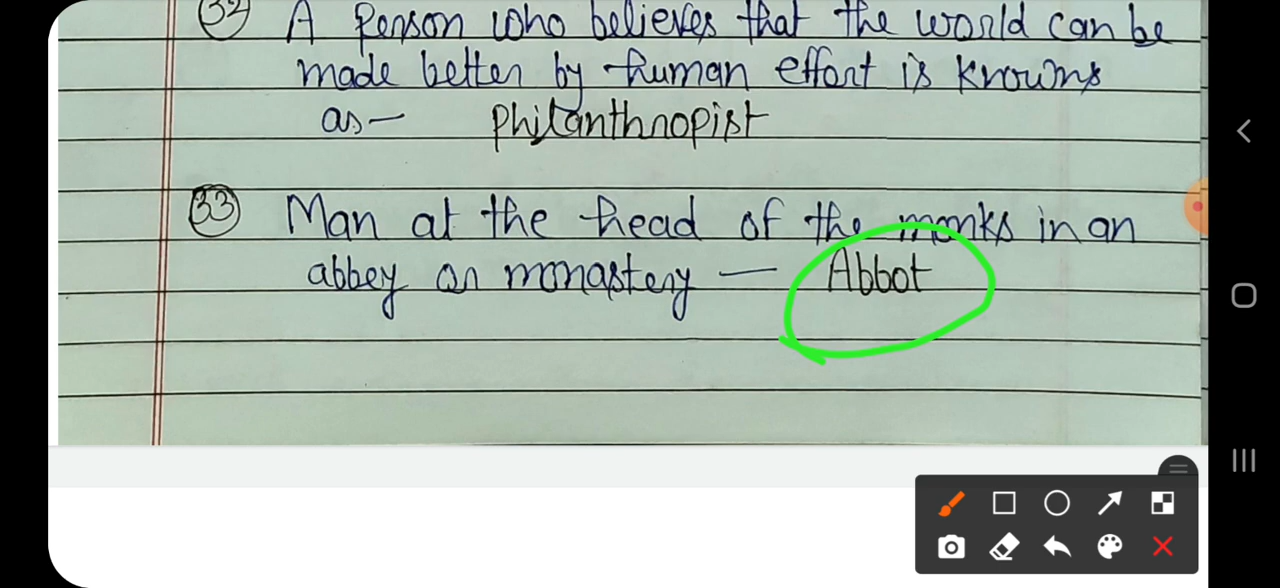 32 A Person who believes that the world can be
made better by human effort is knowns
as— Philanthropist
33 Man at the head of the monks in an
abbey or monastery — Abbot